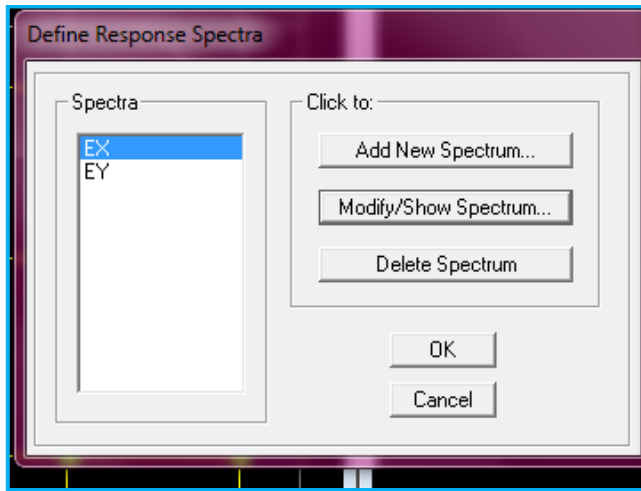 Define Response Spectra
Spectra
EX
EY
Click to:
Add New Spectrum...
Modify/Show Spectrum...
Delete Spectrum
OK
Cancel